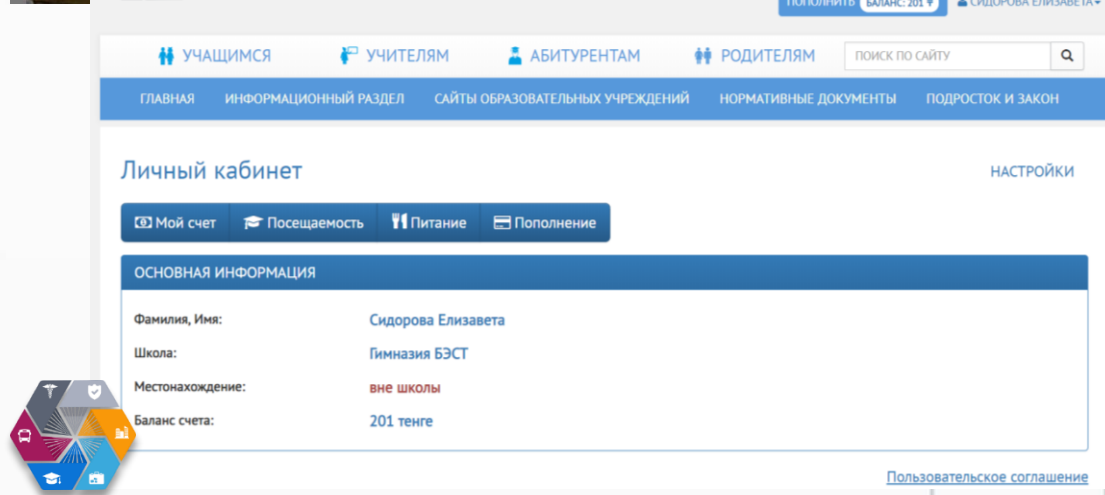 ПОПОЛНИТЬ БАЛАНС: 201 ₸ СИДОРОВА ЕЛИЗАВЕТА
УЧАЩИМСЯ УЧИТЕЛЯМ АБИТУРЕНТАМ РОДИТЕЛЯМ ПОИСК ПО САЙТУ
ГЛАВНАЯ ИНФОРМАЦИОННЫЙ РАЗДЕЛ САЙТЫ ОБРАЗОВАТЕЛЬНЫХ УЧРЕЖДЕНИЙ НОРМАТИВНЫЕ ДОКУМЕНТЫ ПОДРОСТОК И ЗАКОН
Личный кабинет НАСТРОЙКИ
Мой счет Посещаемость Питание Пополнение
ОСНОВНАЯ ИНФОРМАЦИЯ
Фамилия, Имя: Сидорова Елизавета
Школа: Гимназия БЭСТ
Местонахождение: вне школы
Баланс счета: 201 тенге
Пользовательское соглашение